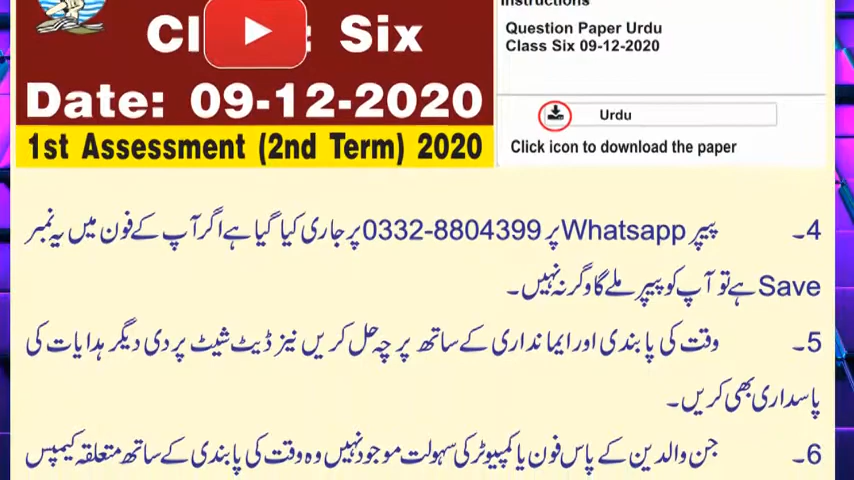 Six
Date: 09-12-2020
1st Assessment (2nd Term) 2020
Instructions
Question Paper Urdu
Class Six 09-12-2020
Urdu
Click icon to download the paper
4۔ پیپر Whatsapp پر 0332-8804399 پر جاری کیا گیا ہے اگر آپ کے فون میں یہ نمبر
Save ہے تو آپ کو پیپر ملے گا وگرنہ نہیں۔
5۔ وقت کی پابندی اور ایمانداری کے ساتھ پرچہ حل کریں نیز ڈیٹ شیٹ پر دی دیگر ہدایات کی
پاسداری بھی کریں۔
6۔ جن والدین کے پاس فون یا کمپیوٹر کی سہولت موجود نہیں وہ وقت کی پابندی کے ساتھ متعلقہ کیمپس